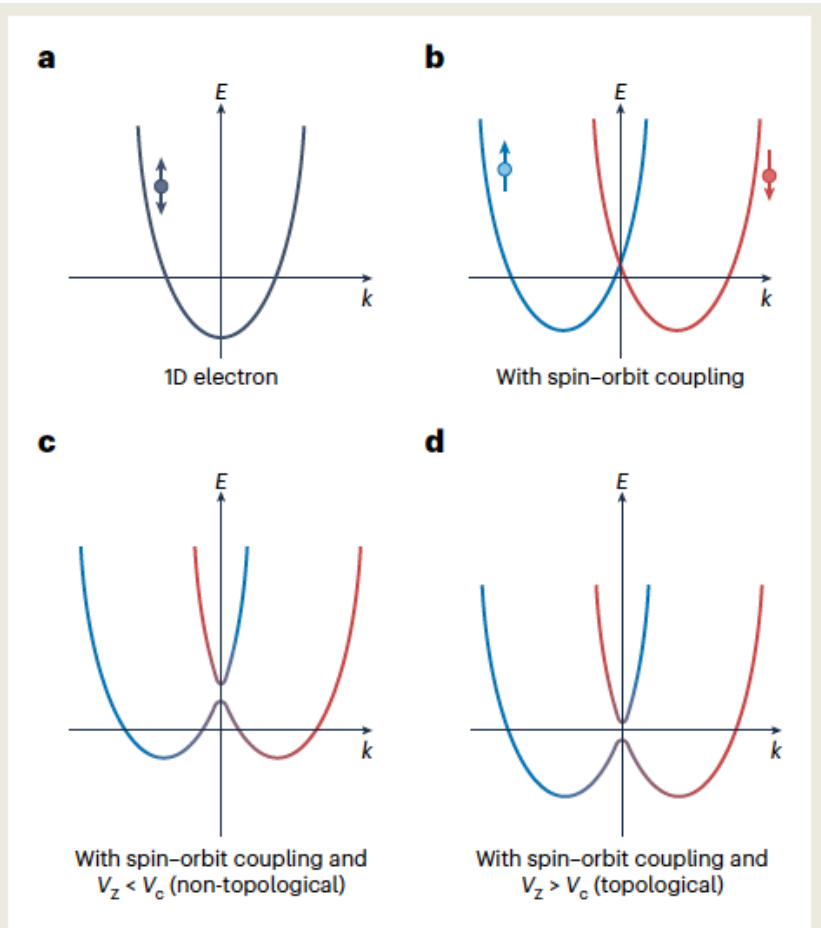 a
E
k
1D electron
b
E
k
With spin–orbit coupling
c
E
k
With spin–orbit coupling and
V_Z < V_c (non-topological)
d
E
k
With spin–orbit coupling and
V_Z > V_c (topological)